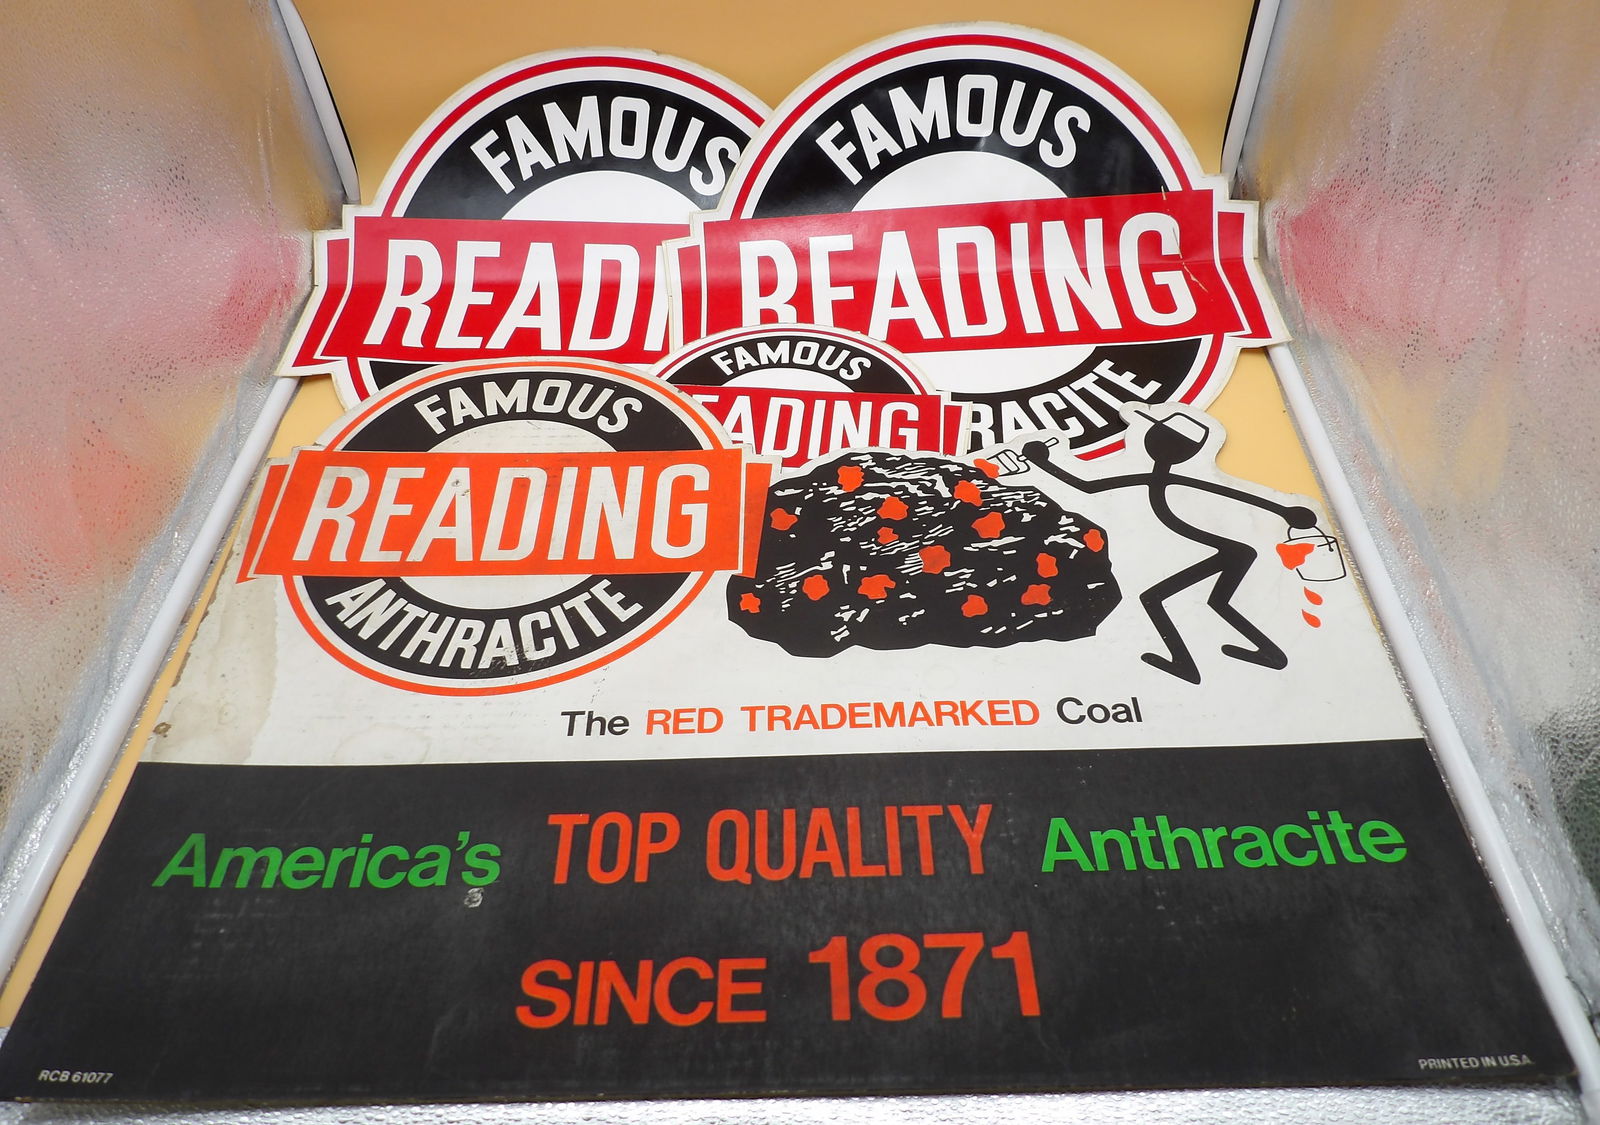 FAMOUS
READI
FAMOUS
READING
RACITE
FAMOUS
EADING
FAMOUS
READING
ANTHRACITE
The RED TRADEMARKED Coal
America's TOP QUALITY Anthracite
SINCE 1871
RCB 61077
PRINTED IN U.S.A.